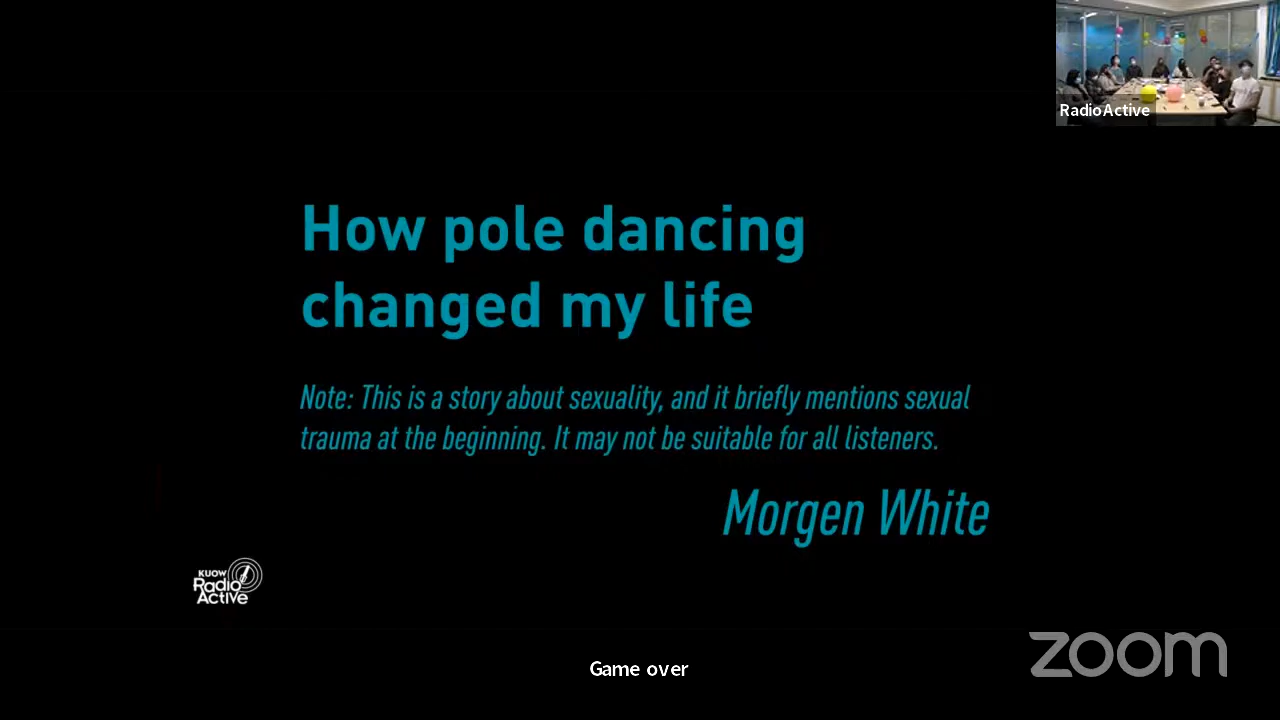 RadioActive
How pole dancing
changed my life
Note: This is a story about sexuality, and it briefly mentions sexual
trauma at the beginning. It may not be suitable for all listeners.
Morgen White
KUOW
Radio
Active
Game over
zoom